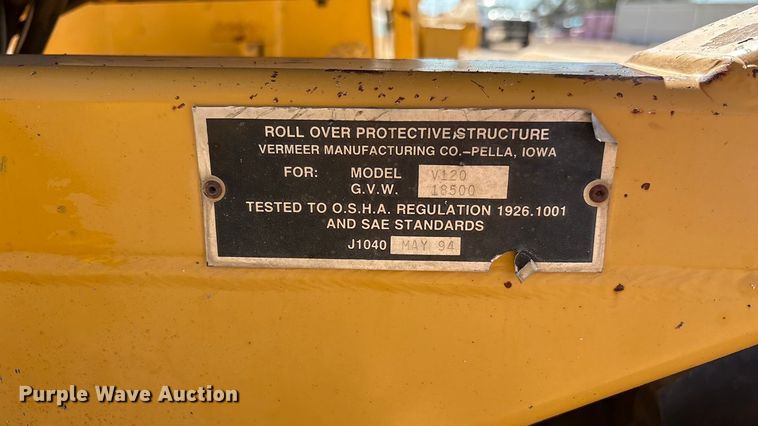 ROLL OVER PROTECTIVE STRUCTURE
VERMEER MANUFACTURING CO.-PELLA, IOWA
FOR: MODEL V120
G.V.W. 18500
TESTED TO O.S.H.A. REGULATION 1926.1001
AND SAE STANDARDS
J1040 MAY 94
Purple Wave Auction